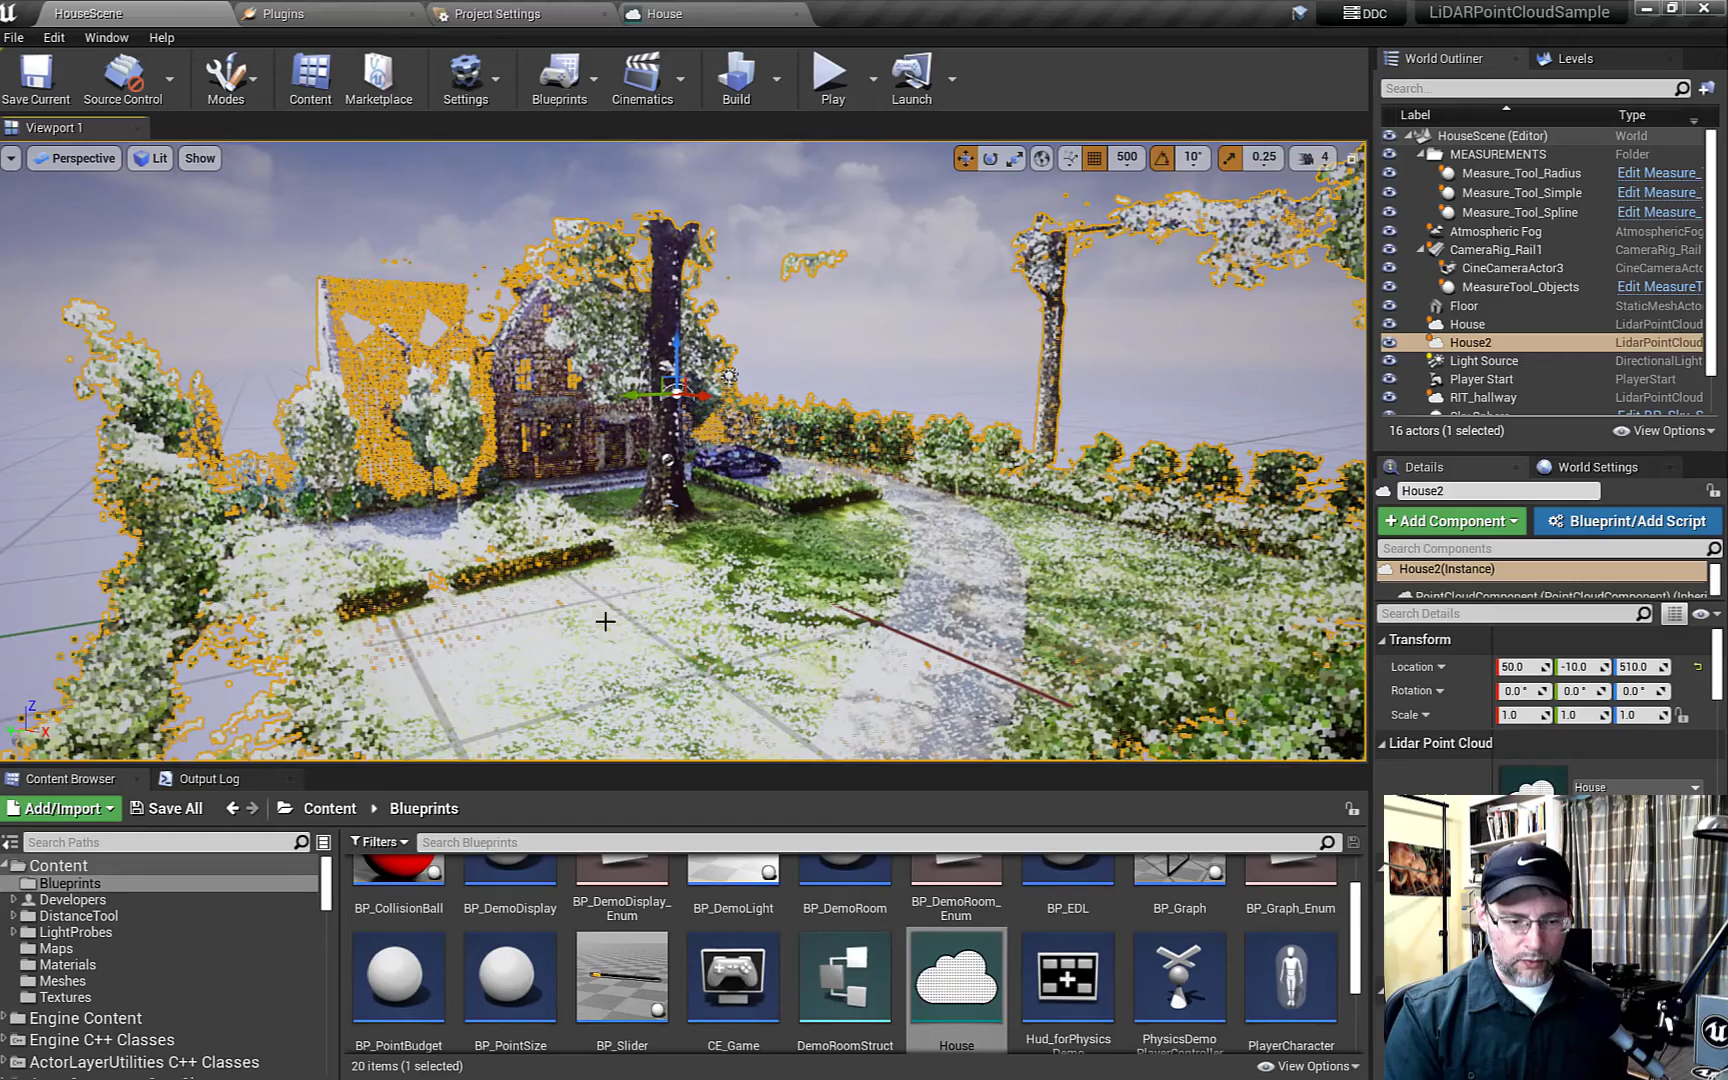 HouseScene
Plugins
Project Settings
House
DDC
LiDARPointCloudSample
File
Edit
Window
Help
Save Current
Source Control
Modes
Content
Marketplace
Settings
Blueprints
Cinematics
Build
Play
Launch
Viewport 1
Perspective
Lit
Show
500
10°
0.25
4
Z
X
World Outliner
Levels
Search...
Label
Type
HouseScene (Editor)
World
MEASUREMENTS
Folder
Measure_Tool_Radius
Edit Measure_
Measure_Tool_Simple
Edit Measure_
Measure_Tool_Spline
Edit Measure_
Atmospheric Fog
AtmosphericFog
CameraRig_Rail1
CameraRig_Rail
CineCameraActor3
CineCameraActo
MeasureTool_Objects
Edit MeasureT
Floor
StaticMeshActo
House
LidarPointCloud
House2
LidarPointCloud
Light Source
DirectionalLight
Player Start
PlayerStart
RIT_hallway
LidarPointCloud
16 actors (1 selected)
View Options
Details
World Settings
House2
Add Component
Blueprint/Add Script
Search Components
House2(Instance)
PointCloudComponent (PointCloudComponent) (Inheri
Search Details
Transform
Location
50.0
-10.0
510.0
Rotation
0.0 °
0.0 °
0.0 °
Scale
1.0
1.0
1.0
Lidar Point Cloud
House
Content Browser
Output Log
Add/Import
Save All
Content
Blueprints
Search Paths
Filters
Search Blueprints
Content
Blueprints
Developers
DistanceTool
LightProbes
Maps
Materials
Meshes
Textures
Engine Content
Engine C++ Classes
ActorLayerUtilities C++ Classes
BP_CollisionBall
BP_DemoDisplay
BP_DemoDisplay_
Enum
BP_DemoLight
BP_DemoRoom
BP_DemoRoom_
Enum
BP_EDL
BP_Graph
BP_Graph_Enum
BP_PointBudget
BP_PointSize
BP_Slider
CE_Game
DemoRoomStruct
House
Hud_forPhysics
Demo
PhysicsDemo
PlayerController
PlayerCharacter
20 items (1 selected)
View Options